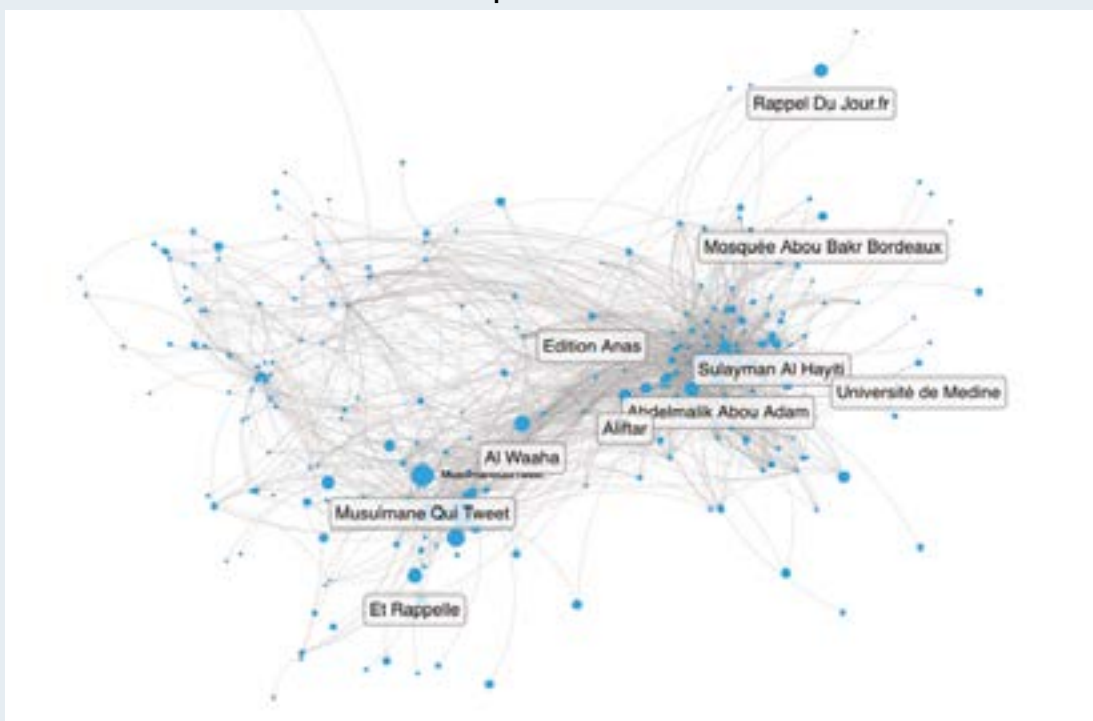 Rappel Du Jour.fr
Mosquée Abou Bakr Bordeaux
Edition Anas
Sulayman Al Hayiti
Université de Medine
Abdelmalik Abou Adam
Aliftar
Al Waaha
Musulmane Qui Tweet
Et Rappelle